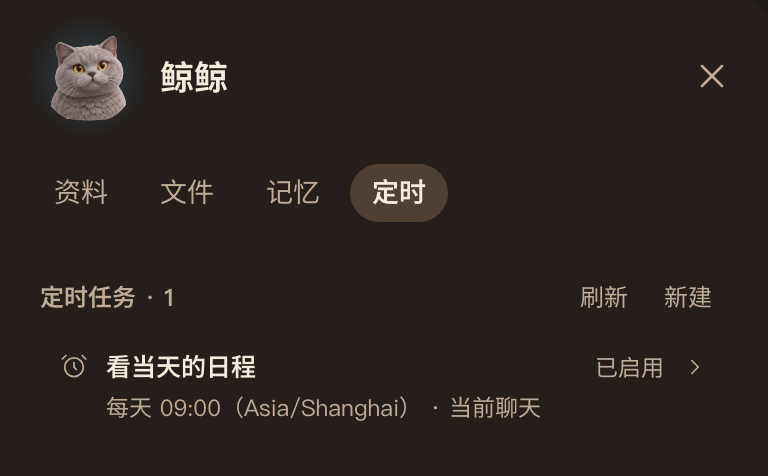 鲸鲸
资料 文件 记忆 定时
定时任务 · 1 刷新 新建
看当天的日程 已启用
每天 09:00（Asia/Shanghai） · 当前聊天